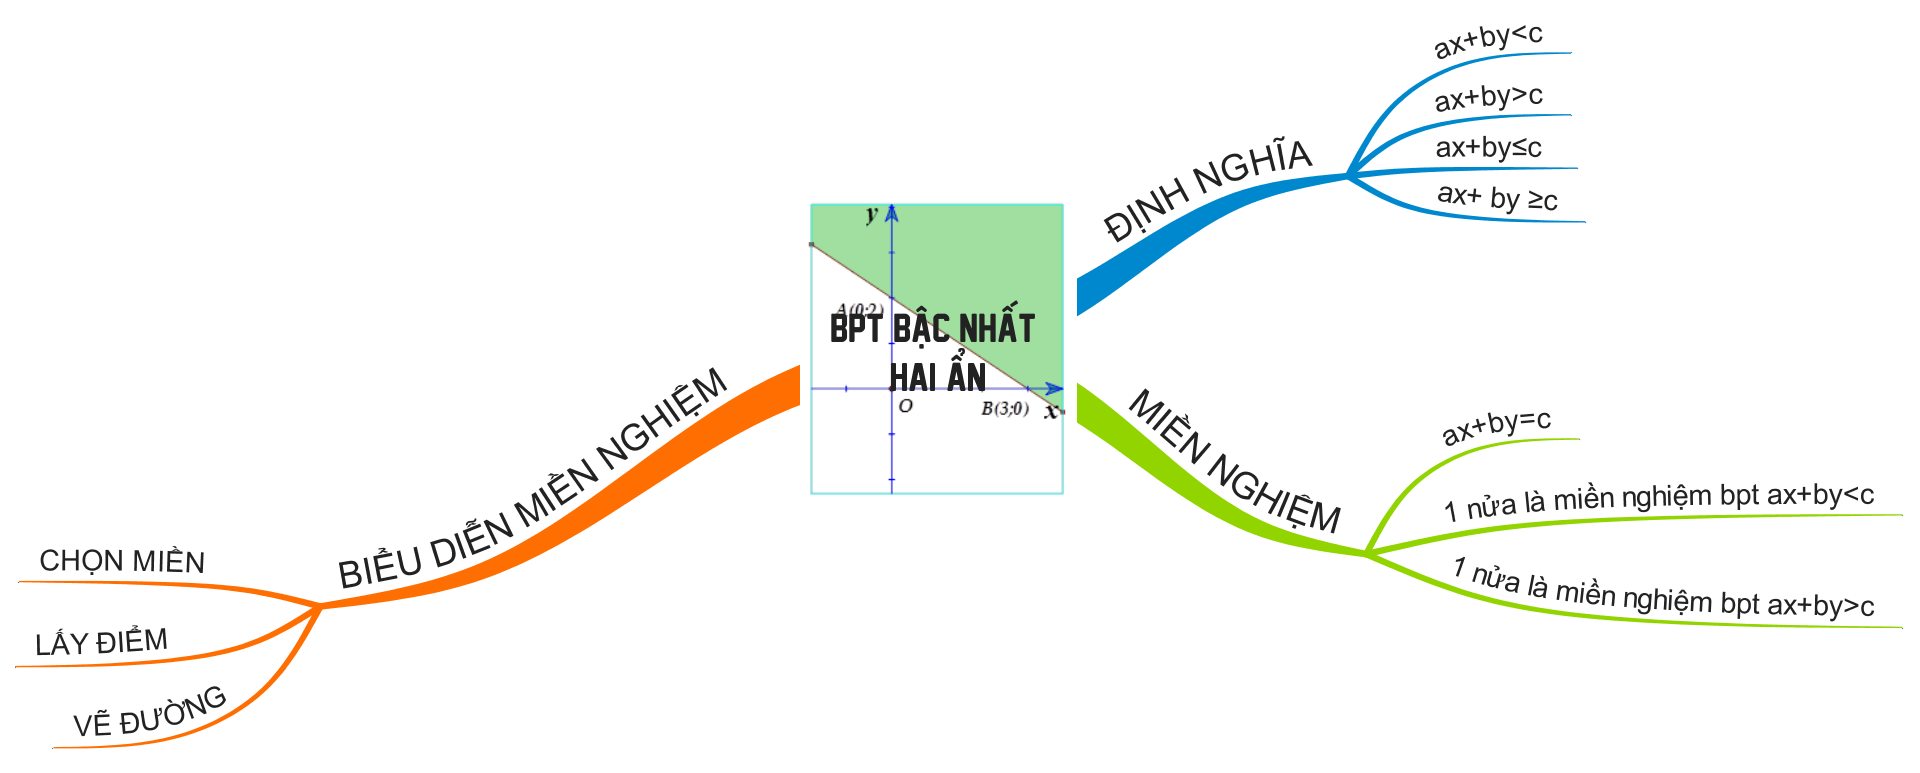 BPT BẬC NHẤT
HAI ẨN
y
A(0;2)
O
B(3;0)
x
ĐỊNH NGHĨA
ax+by<c
ax+by>c
ax+by≤c
ax+ by ≥c
MIỀN NGHIỆM
ax+by=c
1 nửa là miền nghiệm bpt ax+by<c
1 nửa là miền nghiệm bpt ax+by>c
BIỂU DIỄN MIỀN NGHIỆM
CHỌN MIỀN
LẤY ĐIỂM
VẼ ĐƯỜNG